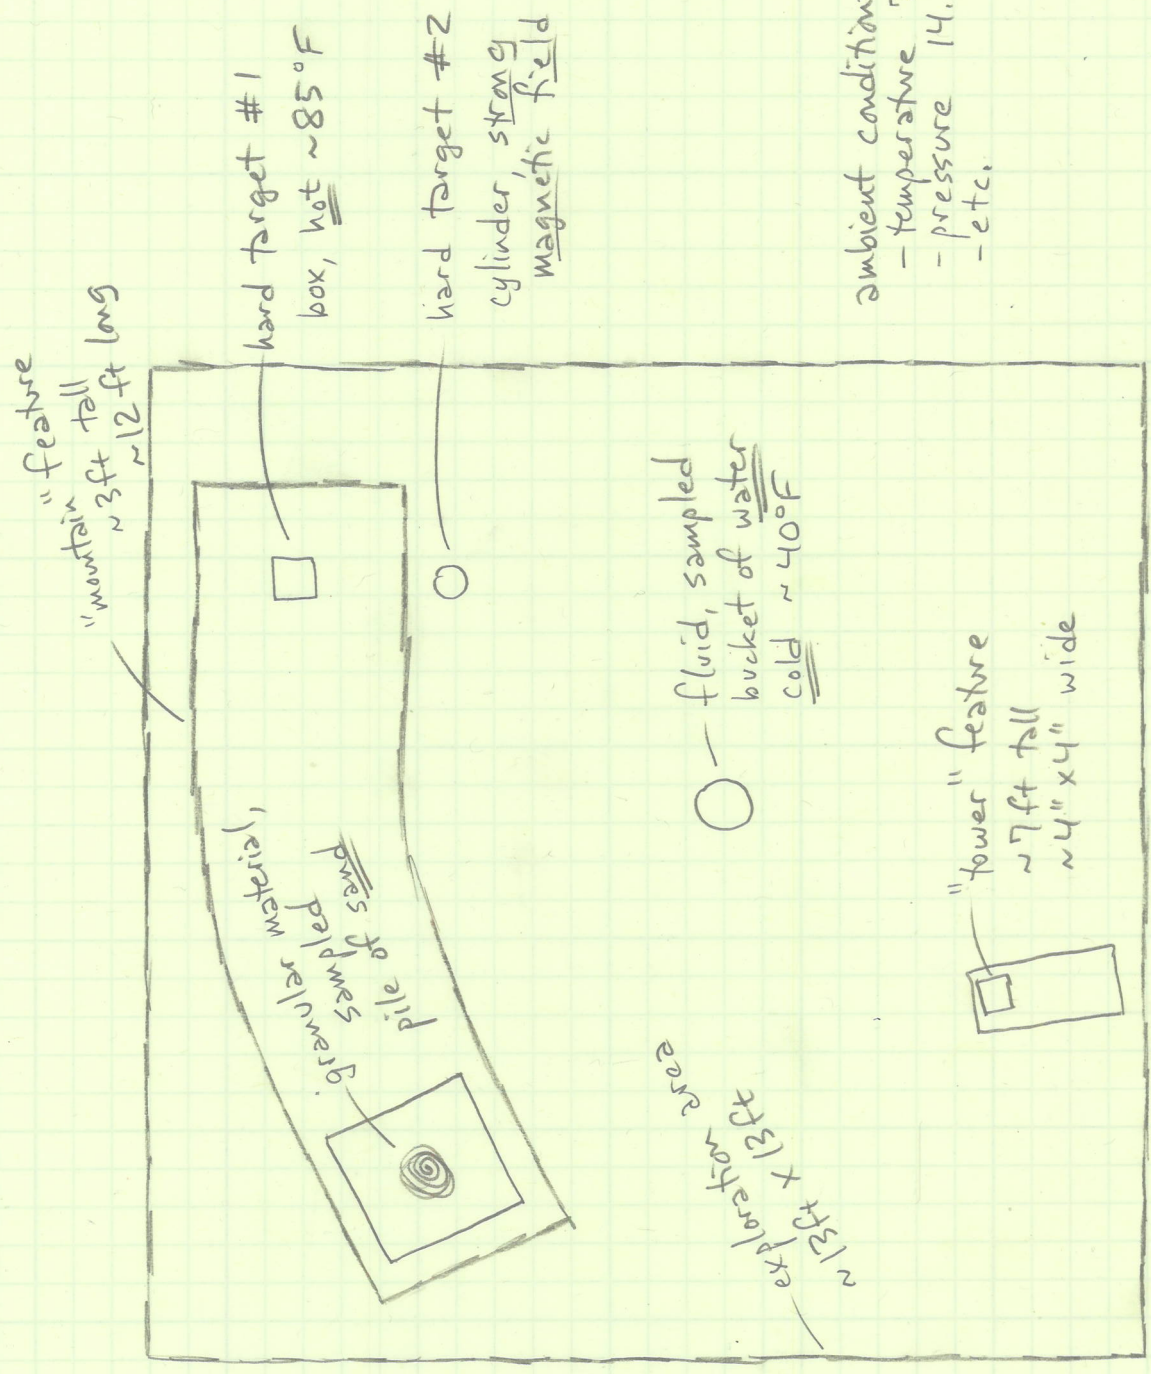 "mountain" feature
~3ft tall
~12 ft long
hard target #1
box, hot ~85°F
hard target #2
cylinder, strong
magnetic field
granular material,
sampled
pile of sand
fluid, sampled
bucket of water
cold ~40°F
exploration area
~13ft x 13ft
"tower" feature
~7ft tall
~4"x4" wide
ambient condition
- temperature
- pressure 14.
- etc.